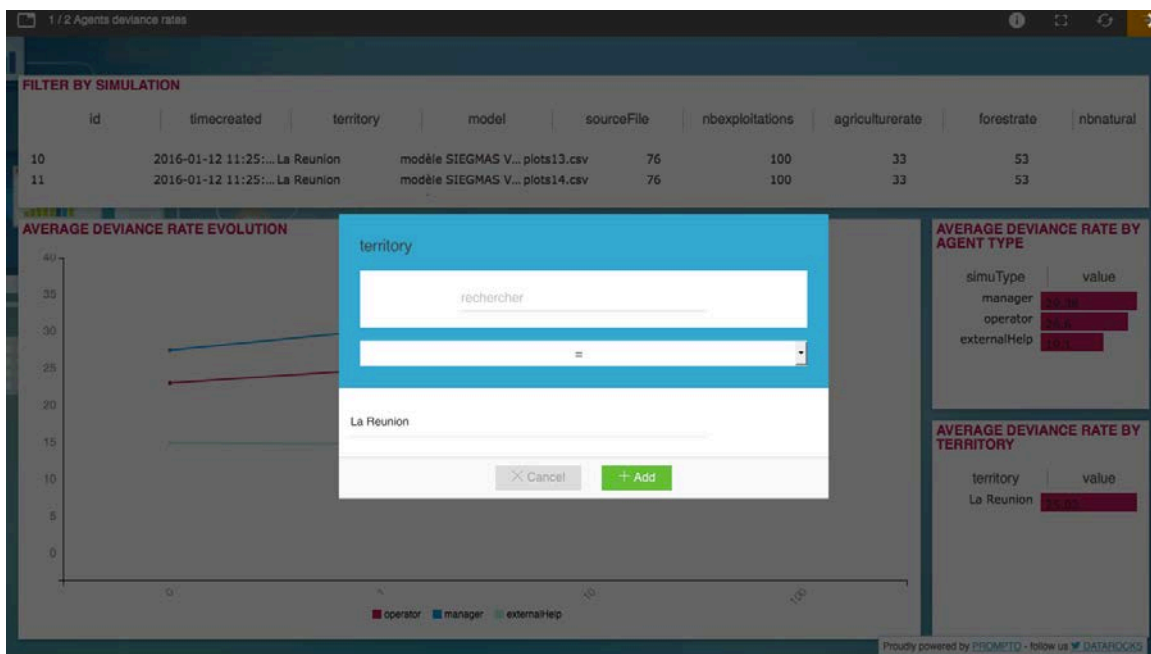 1 / 2 Agents deviance rates
FILTER BY SIMULATION
id timecreated territory model sourceFile nbexploitations agriculturerate forestrate nbnatural
10 2016-01-12 11:25:... La Reunion modèle SIEGMAS V... plots13.csv 76 100 33 53
11 2016-01-12 11:25:... La Reunion modèle SIEGMAS V... plots14.csv 76 100 33 53
AVERAGE DEVIANCE RATE EVOLUTION
40
35
30
25
20
15
10
5
0
0 1 10 100
operator manager externalHelp
territory
rechercher
=
La Reunion
Cancel
+ Add
AVERAGE DEVIANCE RATE BY
AGENT TYPE
simuType value
manager
operator
externalHelp
AVERAGE DEVIANCE RATE BY
TERRITORY
territory value
La Reunion
Proudly powered by PROMPTO - follow us DATAROCKS